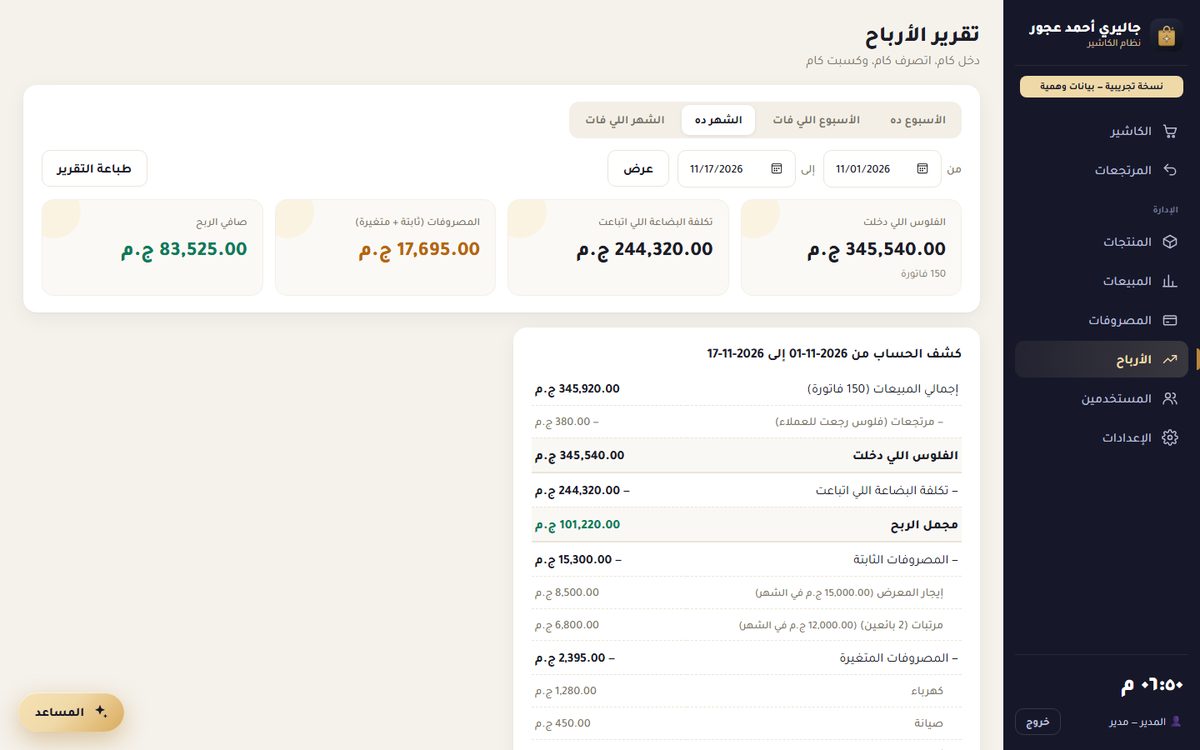 جاليري أحمد عجور
نظام الكاشير
نسخة تجريبية – بيانات وهمية
الكاشير
المرتجعات
الإدارة
المنتجات
المبيعات
المصروفات
الأرباح
المستخدمين
الإعدادات
٠٦:٥٠ م
المدير – مدير
خروج
تقرير الأرباح
دخل كام، اتصرف كام، وكسبت كام
الأسبوع ده
الأسبوع اللي فات
الشهر ده
الشهر اللي فات
من 11/01/2026 إلى 11/17/2026 عرض
طباعة التقرير
الفلوس اللي دخلت
345,540.00 ج.م
150 فاتورة
تكلفة البضاعة اللي اتباعت
244,320.00 ج.م
المصروفات (ثابتة + متغيرة)
17,695.00 ج.م
صافي الربح
83,525.00 ج.م
كشف الحساب من 2026-11-01 إلى 2026-11-17
إجمالي المبيعات (150 فاتورة) 345,920.00 ج.م
– مرتجعات (فلوس رجعت للعملاء) – 380.00 ج.م
الفلوس اللي دخلت 345,540.00 ج.م
– تكلفة البضاعة اللي اتباعت – 244,320.00 ج.م
مجمل الربح 101,220.00 ج.م
– المصروفات الثابتة – 15,300.00 ج.م
إيجار المعرض (15,000.00 ج.م في الشهر) 8,500.00 ج.م
مرتبات (2 بائعين) (12,000.00 ج.م في الشهر) 6,800.00 ج.م
– المصروفات المتغيرة – 2,395.00 ج.م
كهرباء 1,280.00 ج.م
صيانة 450.00 ج.م
المساعد